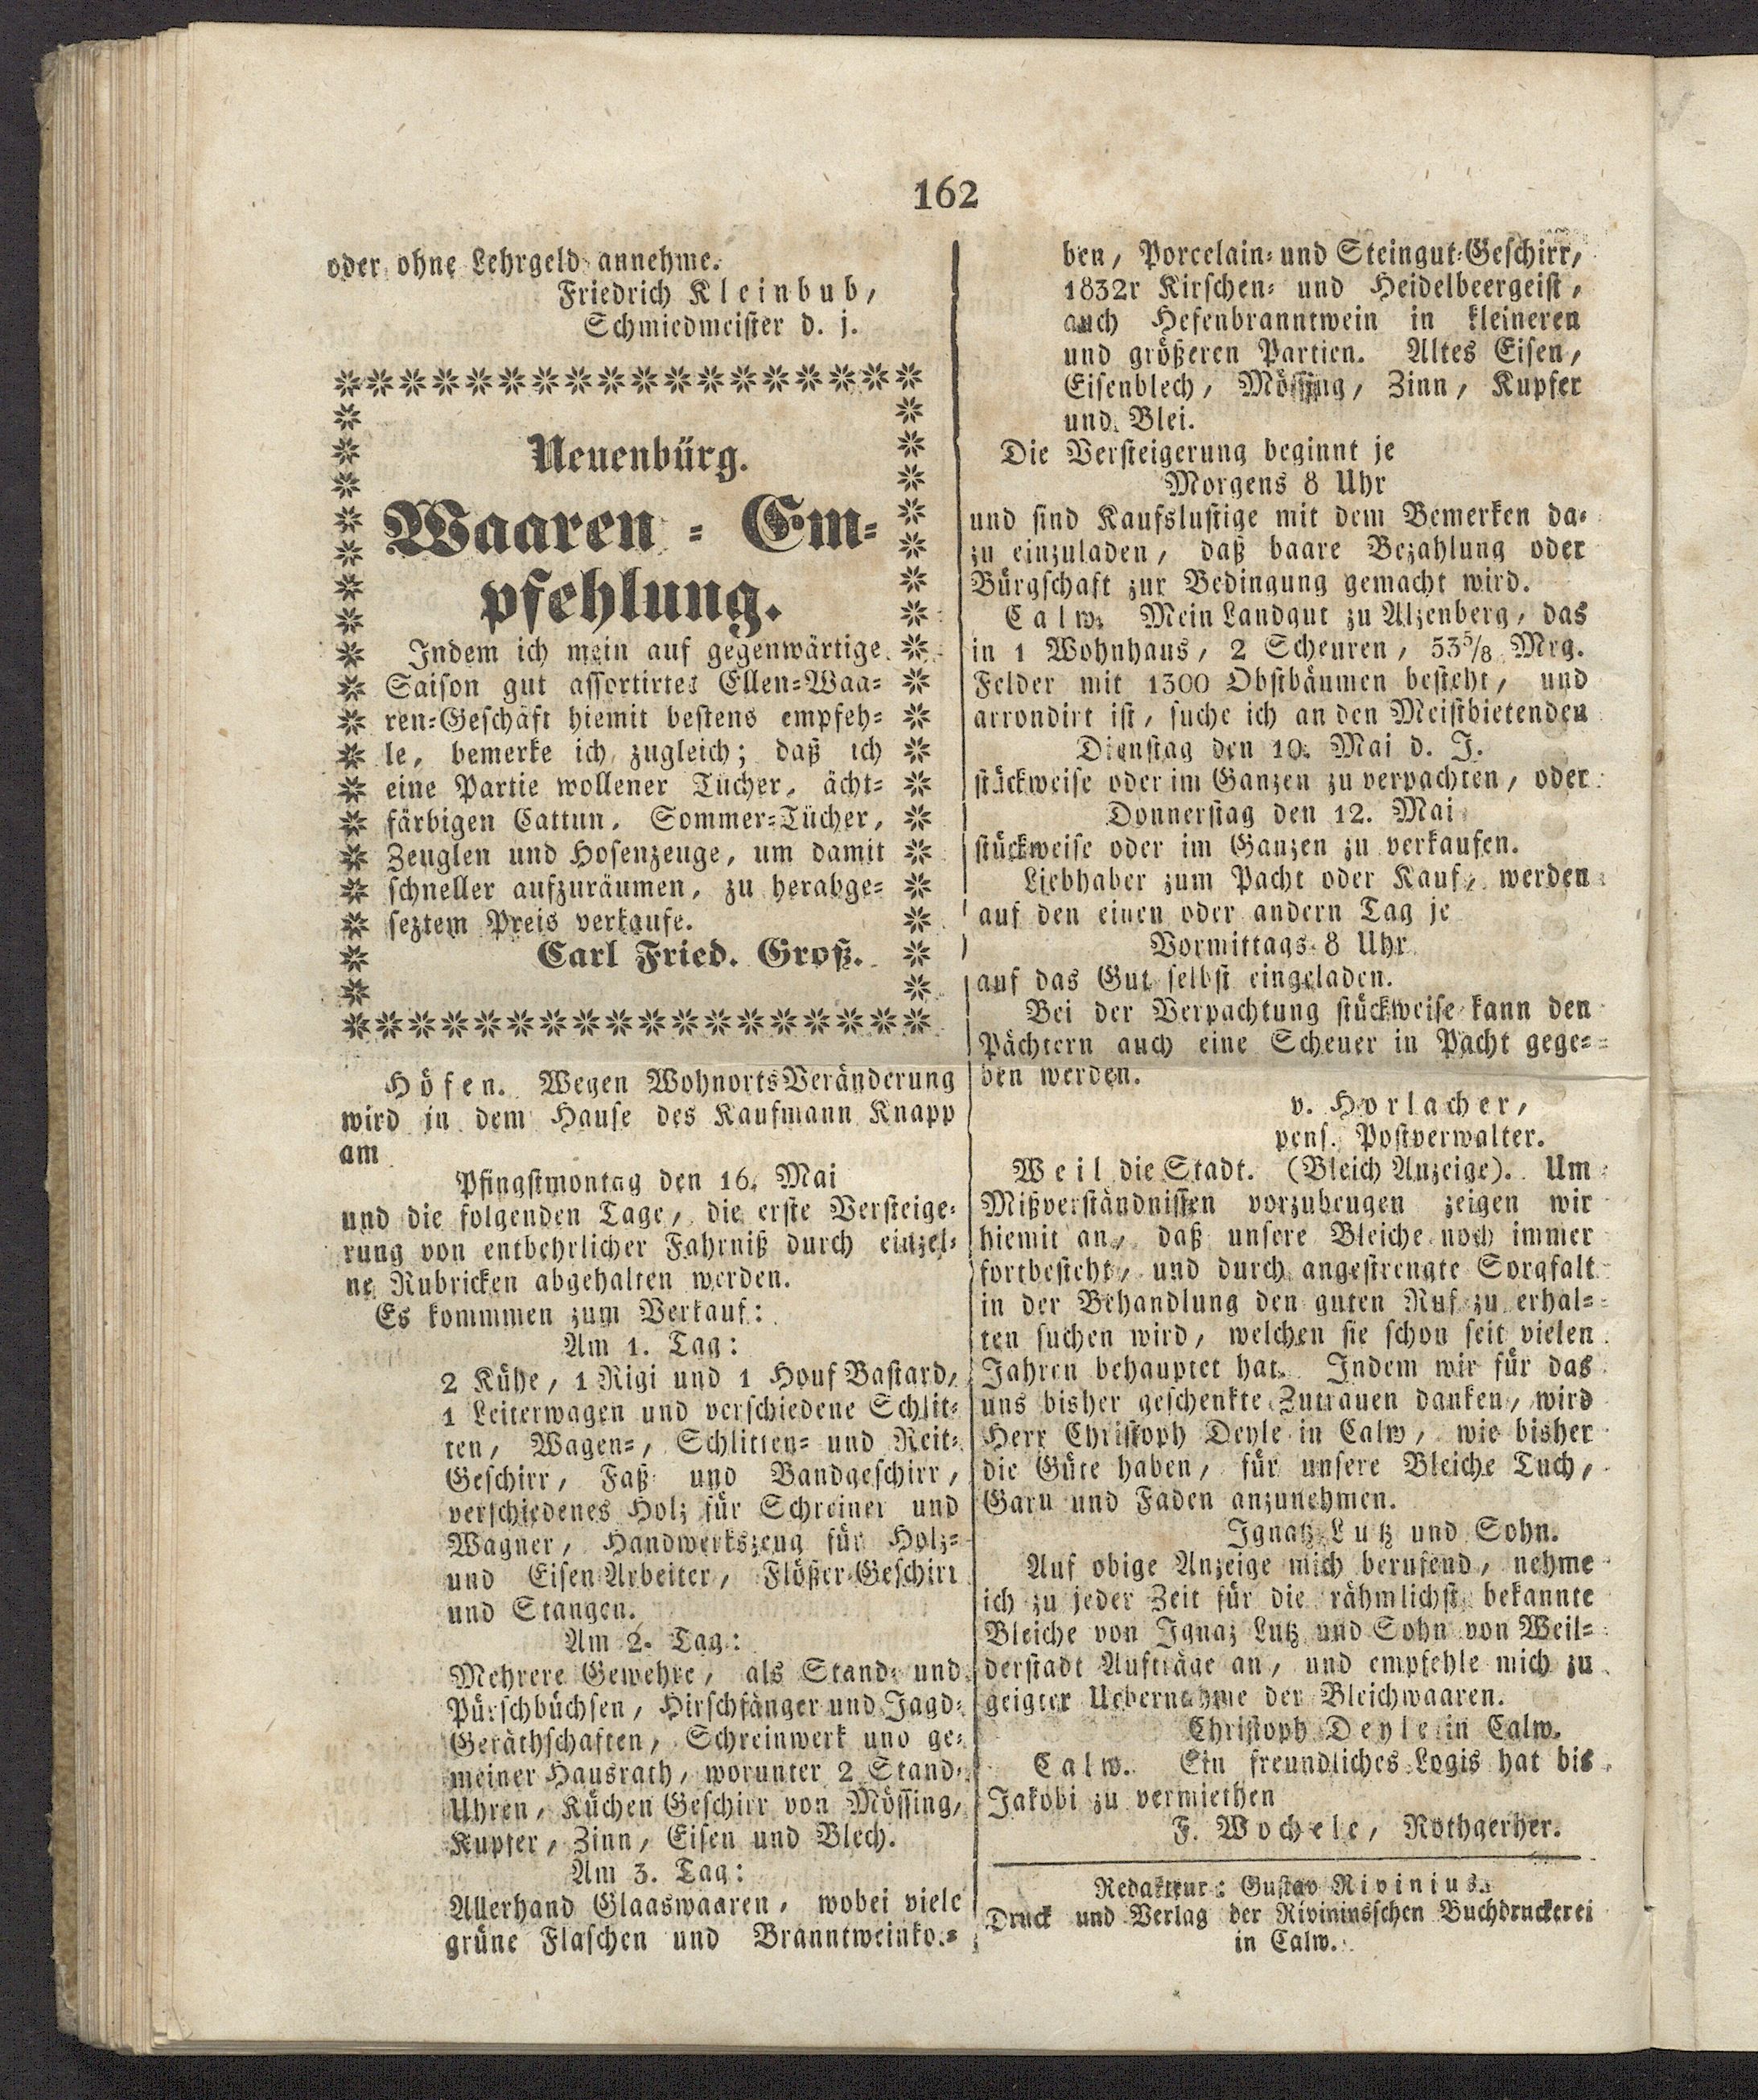 162
oder ohne Lehrgeld annehme.
Friedrich Kleinbub,
Schmiedmeister d. j.
Neuenbürg.
Waaren = Em=
pfehlung.
Indem ich mein auf gegenwärtige
Saison gut assortirtes Ellen=Waa=
ren=Geschäft hiemit bestens empfeh=
le, bemerke ich zugleich; daß ich
eine Partie wollener Tücher, ächt=
färbigen Cattun, Sommer=Tücher,
Zeuglen und Hosenzeuge, um damit
schneller aufzuräumen, zu herabge=
seztem Preis verkaufe.
Carl Fried. Groß.
Höfen. Wegen WohnortsVeränderung
wird in dem Hause des Kaufmann Knapp
am
Pfingstmontag den 16. Mai
und die folgenden Tage, die erste Versteige=
rung von entbehrlicher Fahrniß durch einzel=
ne Rubricken abgehalten werden.
Es kommmen zum Verkauf:
Am 1. Tag:
2 Kühe, 1 Rigi und 1 Houf Bastard,
1 Leiterwagen und verschiedene Schlit=
ten, Wagen=, Schlitten= und Reit=
Geschirr, Faß und Bandgeschirr,
verschiedenes Holz für Schreiner und
Wagner, Handwerkszeug für Holz=
und Eisen Arbeiter, Flößer Geschirr
und Stangen.
Am 2. Tag:
Mehrere Gewehre, als Stand= und
Pürschbüchsen, Hirschfänger und Jagd=
Geräthschaften, Schreinwerk und ge=
meiner Hausrath, worunter 2 Stand=
Uhren, Küchen Geschirr von Mössing,
Kupfer, Zinn, Eisen und Blech.
Am 3. Tag:
Allerhand Glaaswaaren, wobei viele
grüne Flaschen und Branntweinko.=
ben, Porcelain= und Steingut=Geschirr,
1832r Kirschen= und Heidelbeergeist,
auch Hefenbranntwein in kleineren
und größeren Partien. Altes Eisen,
Eisenblech, Mössing, Zinn, Kupfer
und Blei.
Die Versteigerung beginnt je
Morgens 8 Uhr
und sind Kaufslustige mit dem Bemerken da=
zu einzuladen, daß baare Bezahlung oder
Bürgschaft zur Bedingung gemacht wird.
Calw. Mein Landgut zu Alzenberg, das
in 1 Wohnhaus, 2 Scheuren, 53 5/8 Mrg.
Felder mit 1300 Obstbäumen besteht, und
arrondirt ist, suche ich an den Meistbietenden
Dienstag den 10. Mai d. J.
stückweise oder im Ganzen zu verpachten, oder
Donnerstag den 12. Mai
stückweise oder im Ganzen zu verkaufen.
Liebhaber zum Pacht oder Kauf, werden
auf den einen oder andern Tag je
Vormittags 8 Uhr
auf das Gut selbst eingeladen.
Bei der Verpachtung stückweise kann den
Pächtern auch eine Scheuer in Pacht gege=
ben werden.
v. Horlacher,
pens. Postverwalter.
Weil die Stadt. (Bleich Anzeige). Um
Mißverständnissen vorzubeugen zeigen wir
hiemit an, daß unsere Bleiche noch immer
fortbesteht, und durch angestrengte Sorgfalt
in der Behandlung den guten Ruf zu erhal=
ten suchen wird, welchen sie schon seit vielen
Jahren behauptet hat. Indem wir für das
uns bisher geschenkte Zutrauen danken, wird
Herr Christoph Deyle in Calw, wie bisher
die Güte haben, für unsere Bleiche Tuch,
Garn und Faden anzunehmen.
Ignatz Lutz und Sohn.
Auf obige Anzeige mich berufend, nehme
ich zu jeder Zeit für die rühmlichst bekannte
Bleiche von Ignaz Lutz und Sohn von Weil=
derstadt Aufträge an, und empfehle mich zu
geigter Uebernahme der Bleichwaaren.
Christoph Deyle in Calw.
Calw. Ein freundliches Logis hat bis
Jakobi zu vermiethen
F. Wochele, Rothgerber.
Redakteur: Gustav Rivinius.
Druck und Verlag der Riviniusschen Buchdruckerei
in Calw.